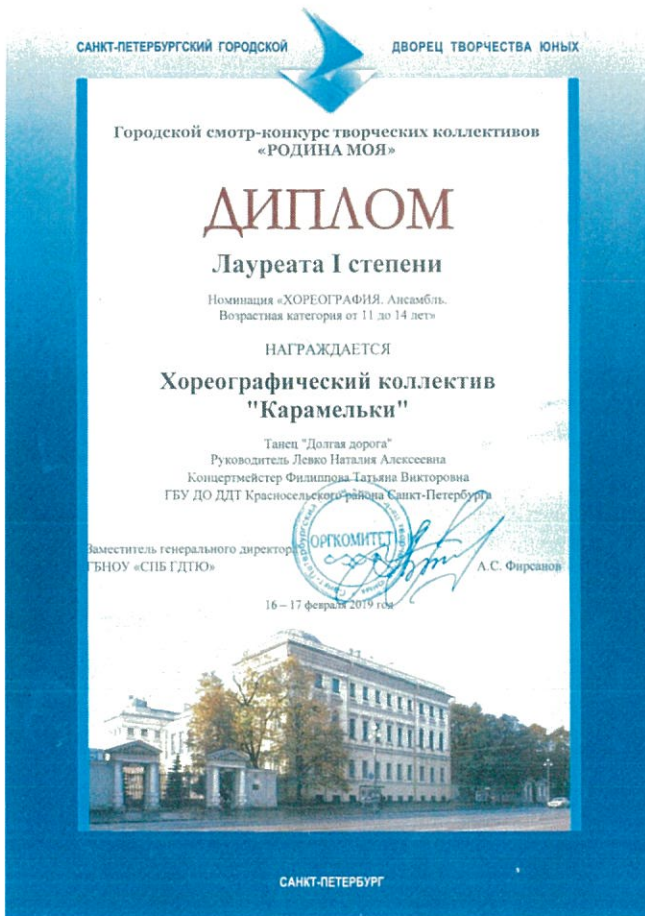 САНКТ-ПЕТЕРБУРГСКИЙ ГОРОДСКОЙ ДВОРЕЦ ТВОРЧЕСТВА ЮНЫХ
Городской смотр-конкурс творческих коллективов
«РОДИНА МОЯ»
ДИПЛОМ
Лауреата I степени
Номинация «ХОРЕОГРАФИЯ. Ансамбль.
Возрастная категория от 11 до 14 лет»
НАГРАЖДАЕТСЯ
Хореографический коллектив
"Карамельки"
Танец "Долгая дорога"
Руководитель Левко Наталия Алексеевна
Концертмейстер Филиппова Татьяна Викторовна
ГБУ ДО ДДТ Красносельского района Санкт-Петербурга
ОРГКОМИТЕТ
Заместитель генерального директора
ГБНОУ «СПБ ГДТЮ» А.С. Фирсанов
16 – 17 февраля 2019 год
САНКТ-ПЕТЕРБУРГ